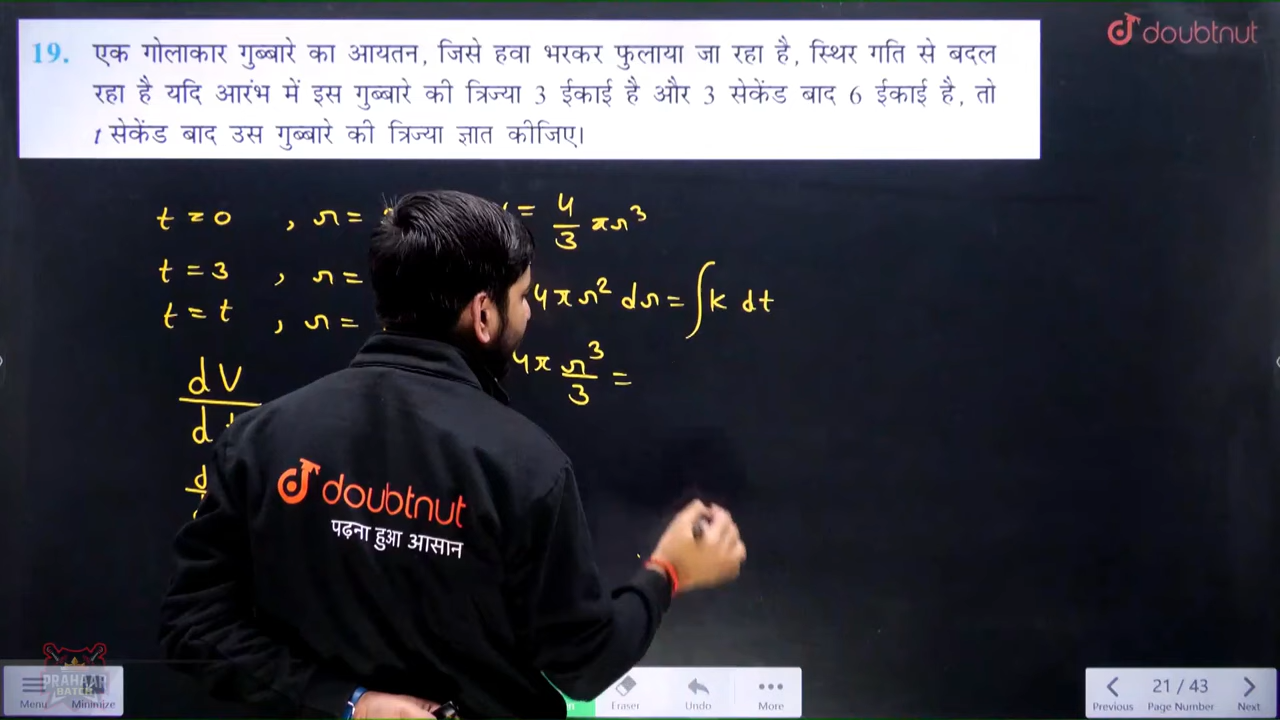 19. एक गोलाकार गुब्बारे का आयतन, जिसे हवा भरकर फुलाया जा रहा है, स्थिर गति से बदल
रहा है यदि आरंभ में इस गुब्बारे की त्रिज्या 3 ईकाई है और 3 सेकेंड बाद 6 ईकाई है, तो
t सेकेंड बाद उस गुब्बारे की त्रिज्या ज्ञात कीजिए।
doubtnut
t = 0 , r = = 4/3 πr³
t = 3 , r =
4πr² dr = ∫ K dt
t = t , r =
4π r³/3 =
dV
d
d
doubtnut
पढ़ना हुआ आसान
PRAHAAR
BATCH
Menu Minimize Eraser Undo More
21 / 43
Previous Page Number Next